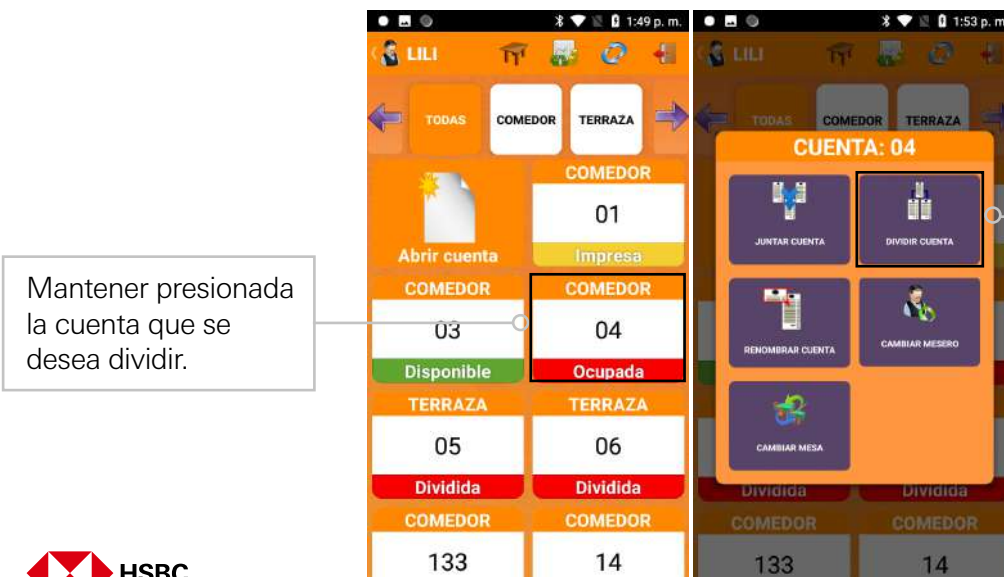 Mantener presionada
la cuenta que se
desea dividir.
HSBC
1:49 p. m.
LILI
TODAS
COMEDOR
TERRAZA
Abrir cuenta
COMEDOR
01
Impresa
COMEDOR
03
Disponible
COMEDOR
04
Ocupada
TERRAZA
05
Dividida
TERRAZA
06
Dividida
COMEDOR
133
COMEDOR
14
1:53 p. m
LILI
TODAS
COMEDOR
TERRAZA
CUENTA: 04
JUNTAR CUENTA
DIVIDIR CUENTA
RENOMBRAR CUENTA
CAMBIAR MESERO
CAMBIAR MESA
Dividida
Dividida
COMEDOR
133
COMEDOR
14